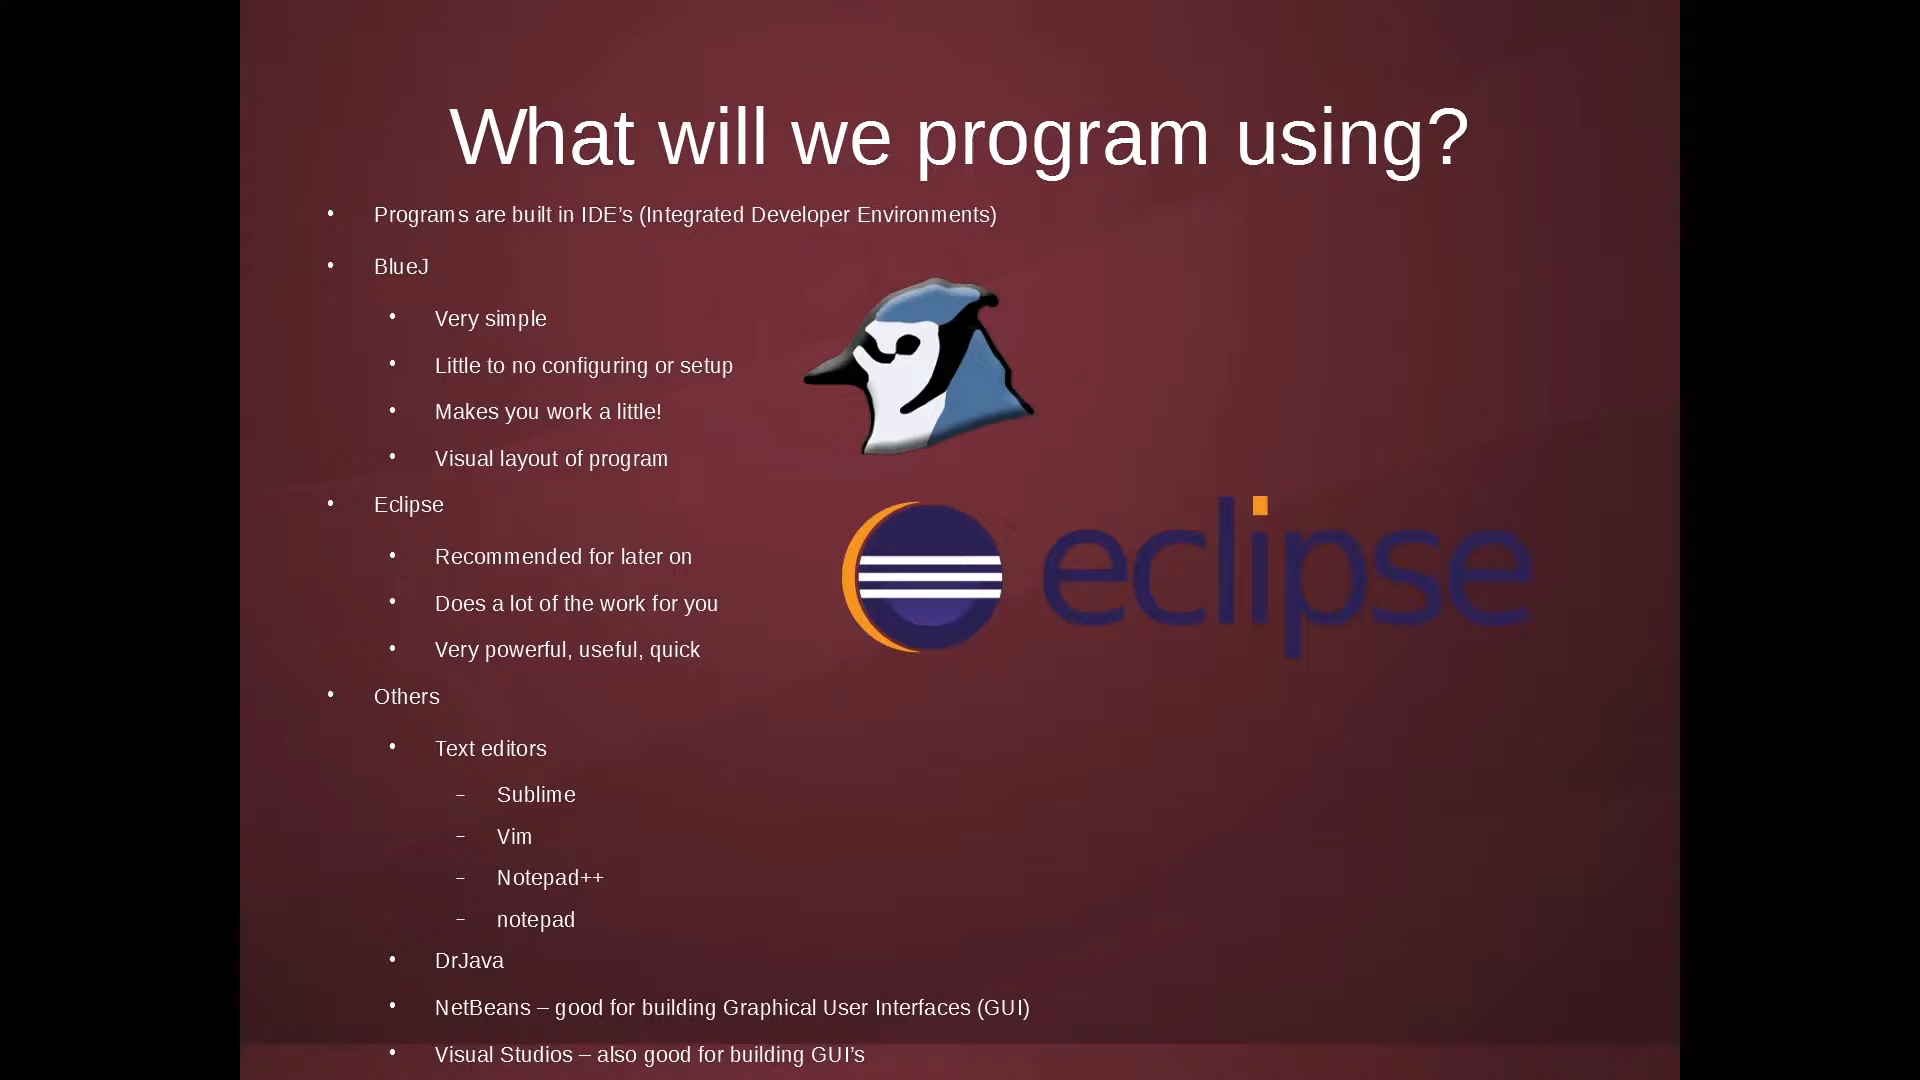 What will we program using?
• Programs are built in IDE’s (Integrated Developer Environments)
• BlueJ
• Very simple
• Little to no configuring or setup
• Makes you work a little!
• Visual layout of program
• Eclipse
• Recommended for later on
• Does a lot of the work for you
• Very powerful, useful, quick
eclipse
• Others
• Text editors
– Sublime
– Vim
– Notepad++
– notepad
• DrJava
• NetBeans – good for building Graphical User Interfaces (GUI)
• Visual Studios – also good for building GUI’s